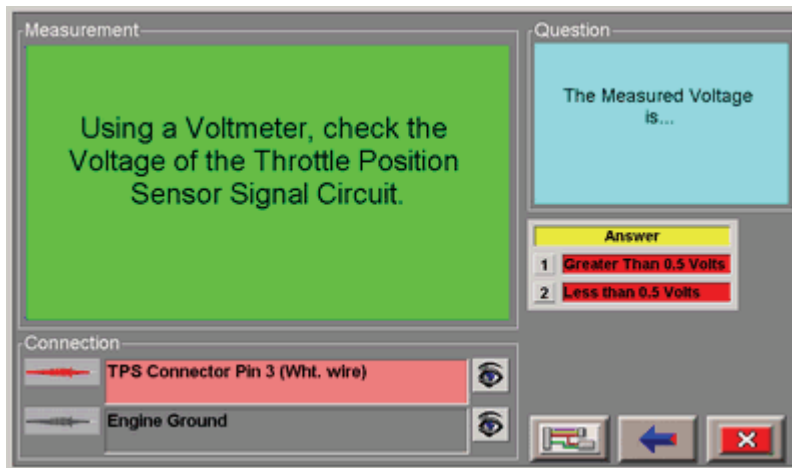 Measurement
Using a Voltmeter, check the
Voltage of the Throttle Position
Sensor Signal Circuit.
Question
The Measured Voltage
is...
Answer
1 Greater Than 0.5 Volts
2 Less than 0.5 Volts
Connection
TPS Connector Pin 3 (Wht. wire)
Engine Ground